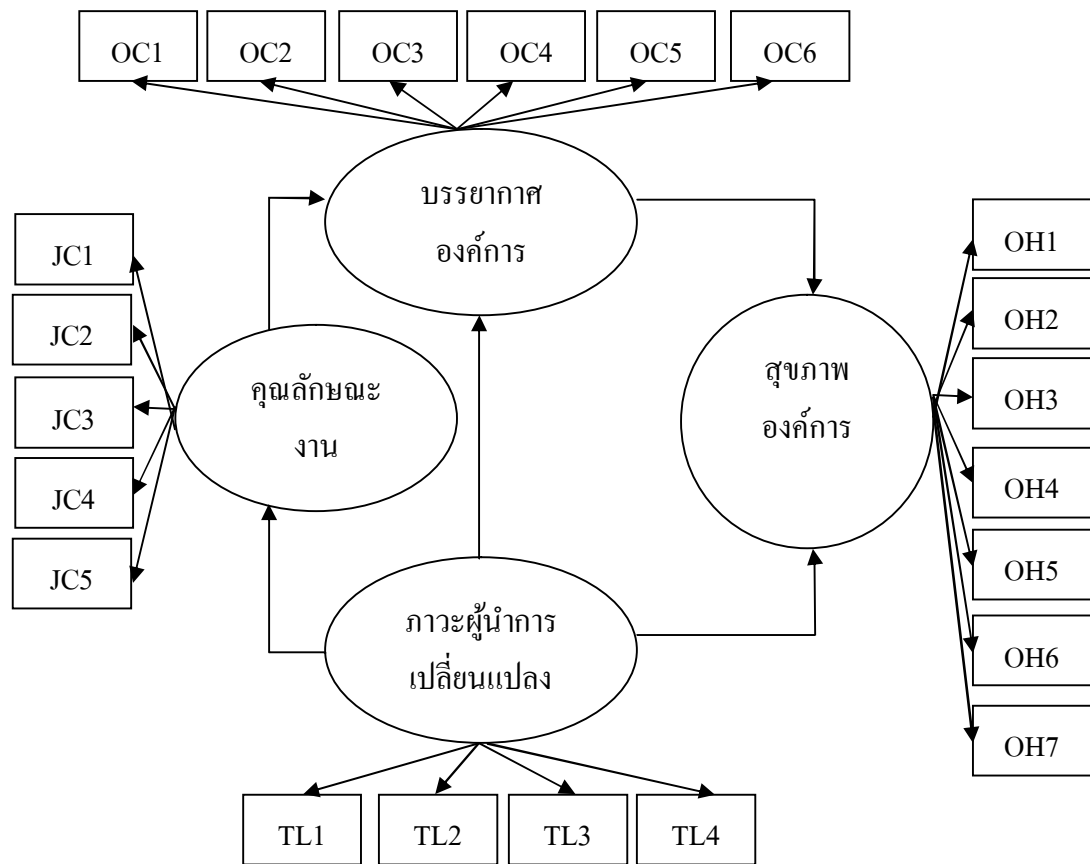 OC1 OC2 OC3 OC4 OC5 OC6
บรรยากาศ
องค์การ
JC1
JC2
JC3
JC4
JC5
คุณลักษณะ
งาน
สุขภาพ
องค์การ
OH1
OH2
OH3
OH4
OH5
OH6
OH7
ภาวะผู้นำการ
เปลี่ยนแปลง
TL1 TL2 TL3 TL4